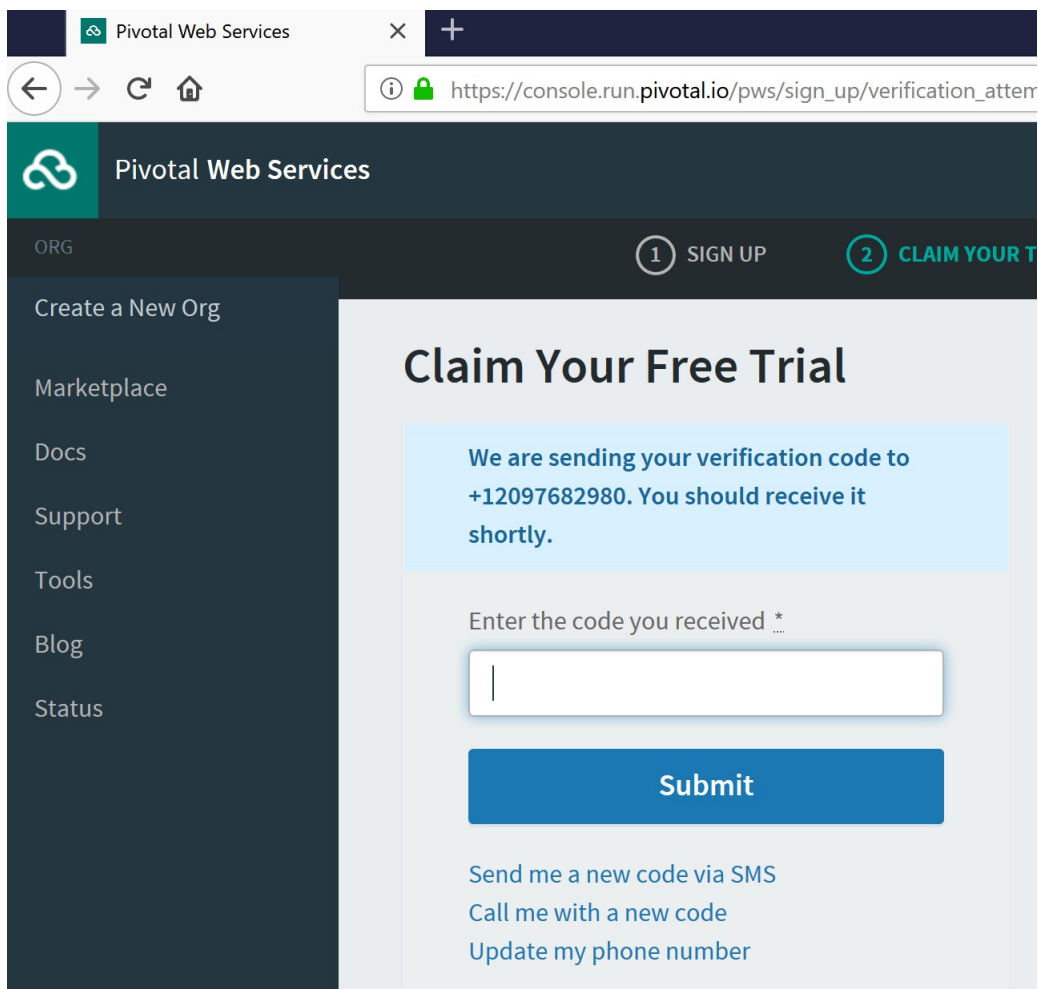 Pivotal Web Services
https://console.run.pivotal.io/pws/sign_up/verification_attem
Pivotal Web Services
ORG
1 SIGN UP
2 CLAIM YOUR T
Create a New Org
Marketplace
Docs
Support
Tools
Blog
Status
Claim Your Free Trial
We are sending your verification code to
+12097682980. You should receive it
shortly.
Enter the code you received *
Submit
Send me a new code via SMS
Call me with a new code
Update my phone number